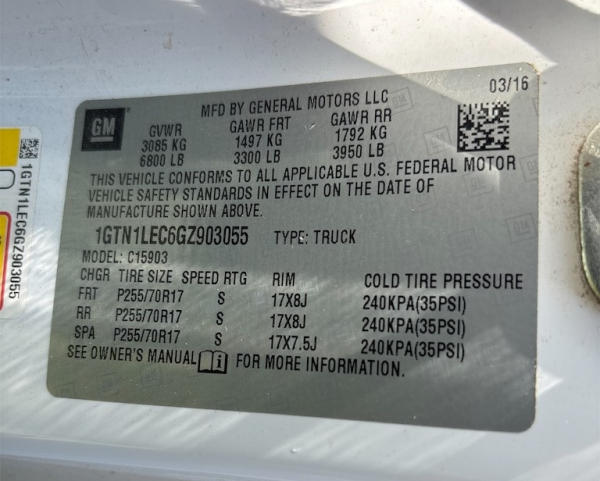 MFD BY GENERAL MOTORS LLC 03/16
GM
GVWR GAWR FRT GAWR RR
3085 KG 1497 KG 1792 KG
6800 LB 3300 LB 3950 LB
THIS VEHICLE CONFORMS TO ALL APPLICABLE U.S. FEDERAL MOTOR
VEHICLE SAFETY STANDARDS IN EFFECT ON THE DATE OF
MANUFACTURE SHOWN ABOVE.
1GTN1LEC6GZ903055 TYPE: TRUCK
MODEL: C15903
CHGR TIRE SIZE SPEED RTG RIM COLD TIRE PRESSURE
FRT P255/70R17 S 17X8J 240KPA(35PSI)
RR P255/70R17 S 17X8J 240KPA(35PSI)
SPA P255/70R17 S 17X7.5J 240KPA(35PSI)
SEE OWNER'S MANUAL FOR MORE INFORMATION.
1GTN1LEC6GZ903055